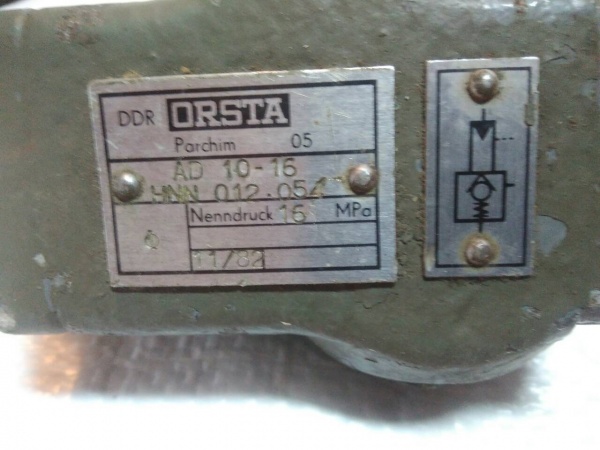 DDR ORSTA
Parchim 05
AD 10-16
HNN 012.054
Nenndruck 16 MPa
11/82